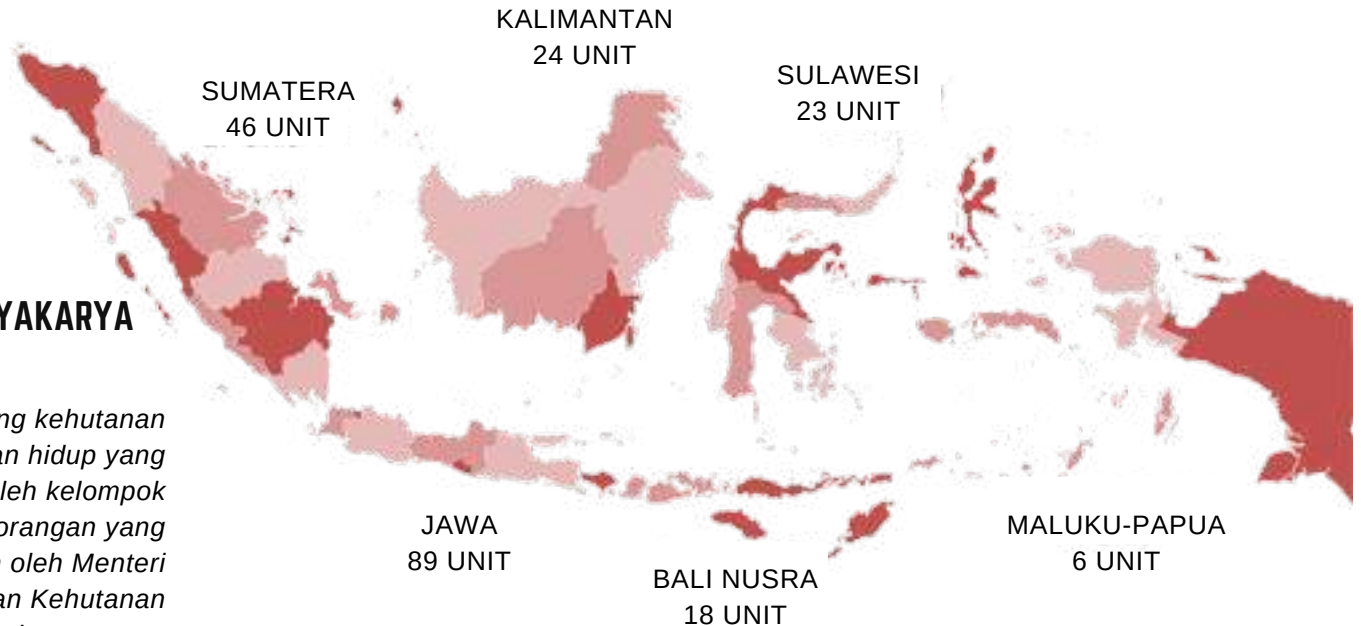 KALIMANTAN
24 UNIT
SULAWESI
23 UNIT
SUMATERA
46 UNIT
YAKARYA
ng kehutanan
an hidup yang
leh kelompok
orangan yang
oleh Menteri
an Kehutanan
JAWA
89 UNIT
BALI NUSRA
18 UNIT
MALUKU-PAPUA
6 UNIT